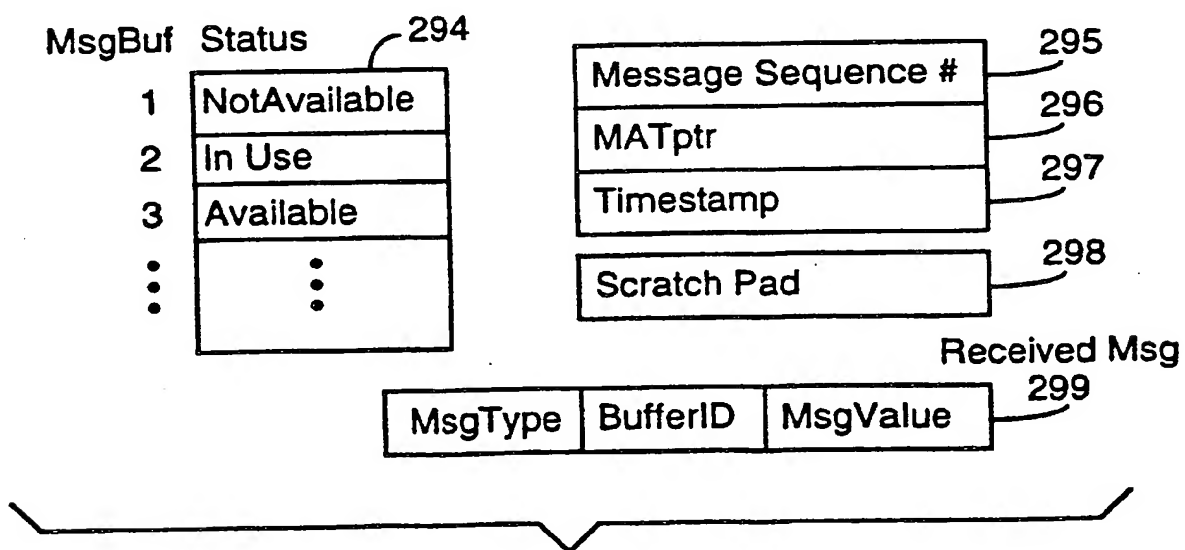 MsgBuf Status 294
1 NotAvailable
2 In Use
3 Available
Message Sequence # 295
MATptr 296
Timestamp 297
Scratch Pad 298
Received Msg
299
MsgType BufferID MsgValue